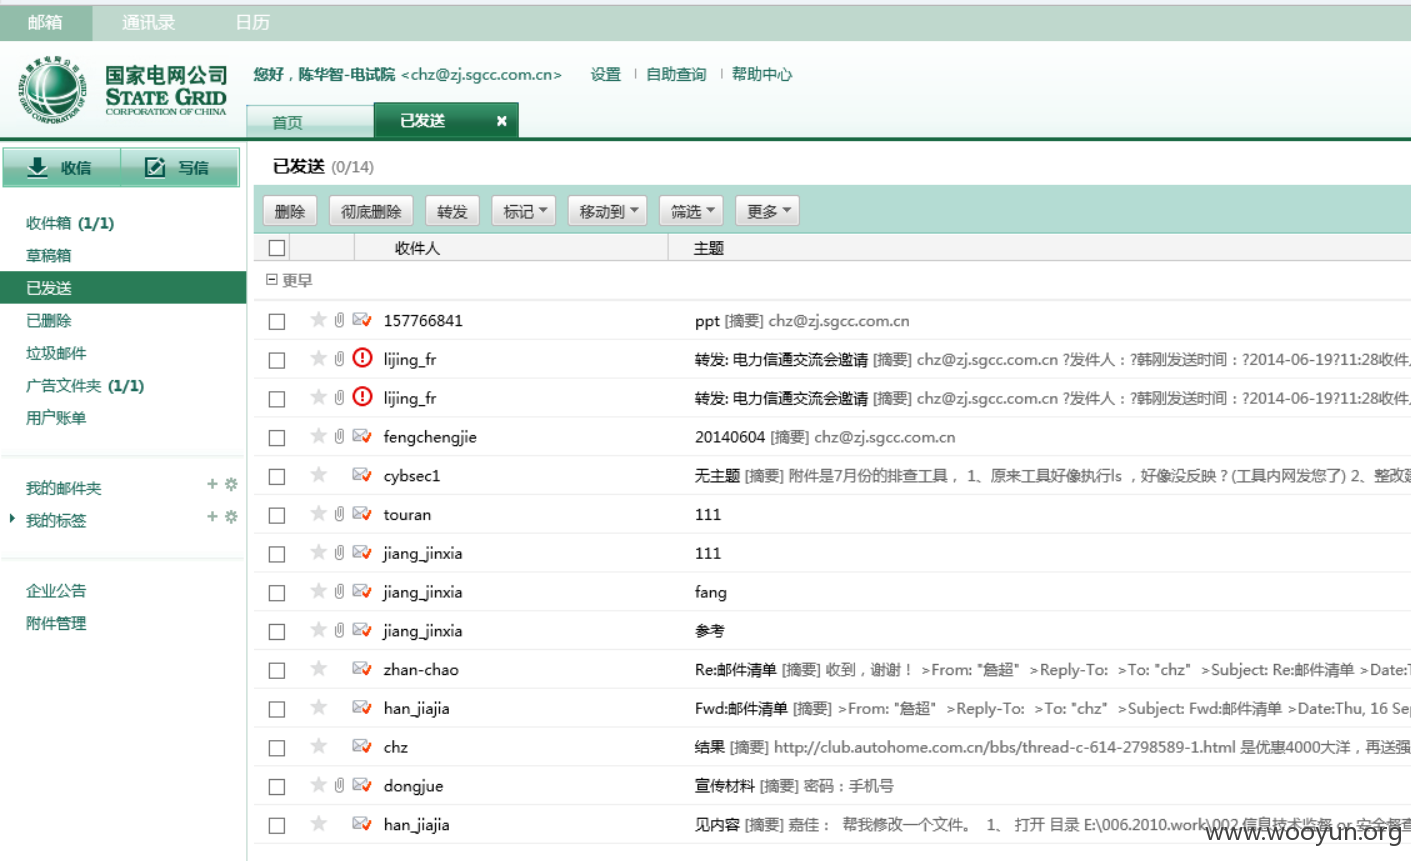 邮箱 通讯录 日历
国家电网公司
STATE GRID
CORPORATION OF CHINA
您好，陈华智-电试院 <chz@zj.sgcc.com.cn> 设置 | 自助查询 | 帮助中心
首页 已发送 ×
收信 写信
收件箱 (1/1)
草稿箱
已发送
已删除
垃圾邮件
广告文件夹 (1/1)
用户账单
我的邮件夹 +
我的标签 +
企业公告
附件管理
已发送 (0/14)
删除 彻底删除 转发 标记 移动到 筛选 更多
收件人 主题
更早
157766841 ppt [摘要] chz@zj.sgcc.com.cn
lijing_fr 转发: 电力信通交流会邀请 [摘要] chz@zj.sgcc.com.cn ?发件人：?韩刚发送时间：?2014-06-19?11:28收件
lijing_fr 转发: 电力信通交流会邀请 [摘要] chz@zj.sgcc.com.cn ?发件人：?韩刚发送时间：?2014-06-19?11:28收件
fengchengjie 20140604 [摘要] chz@zj.sgcc.com.cn
cybsec1 无主题 [摘要] 附件是7月份的排查工具， 1、原来工具好像执行ls ，好像没反映？(工具内网发您了) 2、整改
touran 111
jiang_jinxia 111
jiang_jinxia fang
jiang_jinxia 参考
zhan-chao Re:邮件清单 [摘要] 收到，谢谢！ >From: "詹超" >Reply-To: >To: "chz" >Subject: Re:邮件清单 >Date:
han_jiajia Fwd:邮件清单 [摘要] >From: "詹超" >Reply-To: >To: "chz" >Subject: Fwd:邮件清单 >Date:Thu, 16 Sep
chz 结果 [摘要] http://club.autohome.com.cn/bbs/thread-c-614-2798589-1.html 是优惠4000大洋，再送强
dongjue 宣传材料 [摘要] 密码：手机号
han_jiajia 见内容 [摘要] 嘉佳： 帮我修改一个文件。 1、 打开 目录 E:\006.2010.work\002.信息技术监督 or 安全督查
www.wooyun.org